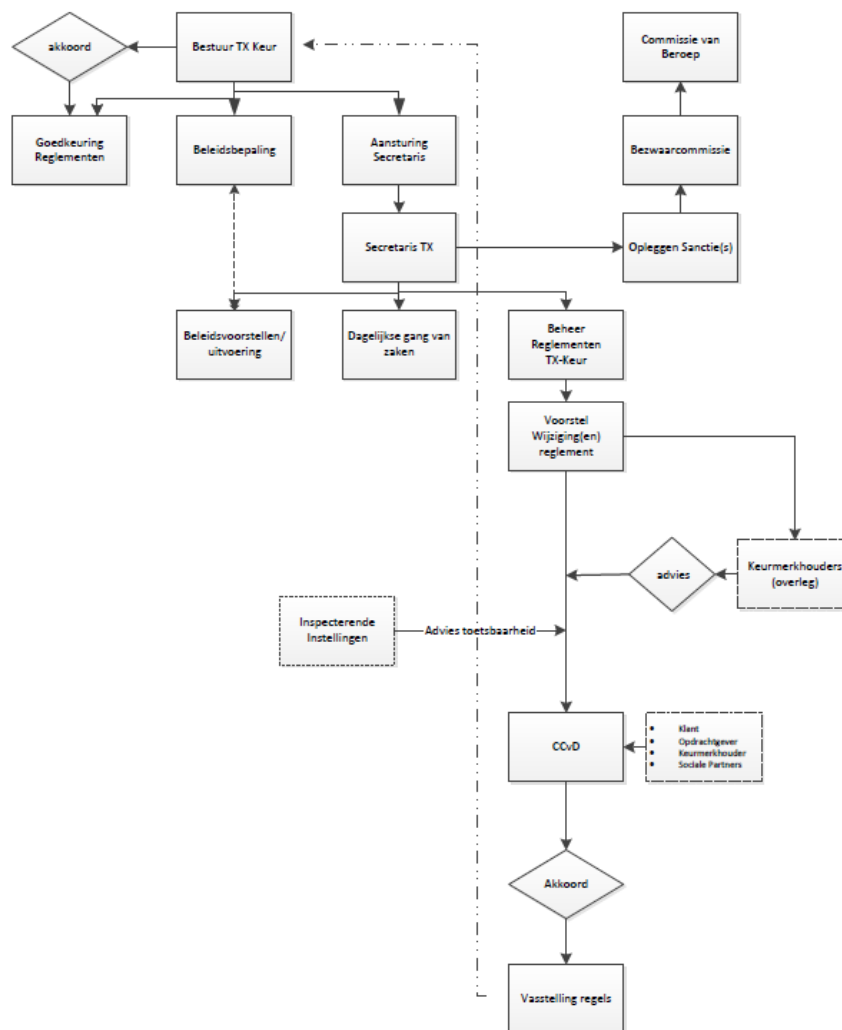 akkoord
Bestuur TX Keur
Commissie van
Beroep
Goedkeuring
Reglementen
Beleidsbepaling
Aansturing
Secretaris
Bezwaarcommissie
Secretaris TX
Opleggen Sanctie(s)
Beleidsvoorstellen/
uitvoering
Dagelijkse gang van
zaken
Beheer
Reglementen
TX-Keur
Voorstel
Wijziging(en)
reglement
advies
Keurmerkhouders
(overleg)
Inspecterende
Instellingen
Advies toetsbaarheid
CCvD
• Klant
• Opdrachtgever
• Keurmerkhouder
• Sociale Partners
Akkoord
Vasstelling regels